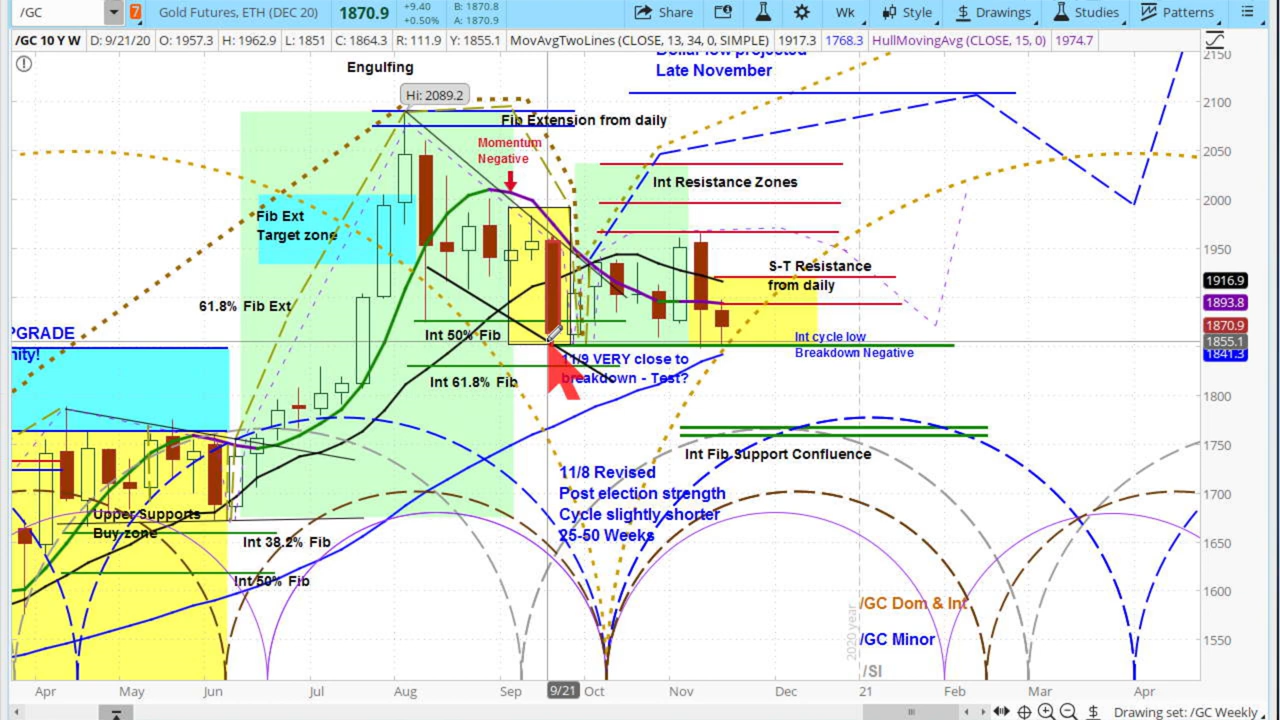 /GC
7
Gold Futures, ETH (DEC 20)
1870.9
+9.40
+0.50%
B: 1870.8
A: 1870.9
Share
Wk
Style
$ Drawings
Studies
Patterns
/GC 10 Y W
D: 9/21/20
O: 1957.3
H: 1962.9
L: 1851
C: 1864.3
R: 111.9
Y: 1855.1
MovAvgTwoLines (CLOSE, 13, 34, 0, SIMPLE)
1917.3
1768.3
HullMovingAvg (CLOSE, 15, 0)
1974.7
Dollar low projected
Late November
Engulfing
Hi: 2089.2
Fib Extension from daily
Momentum
Negative
Int Resistance Zones
Fib Ext
Target zone
S-T Resistance
from daily
61.8% Fib Ext
PGRADE
nity!
Int 50% Fib
Int cycle low
Breakdown Negative
11/9 VERY close to
breakdown - Test?
Int 61.8% Fib
Int Fib Support Confluence
11/8 Revised
Post election strength
Cycle slightly shorter
25-50 Weeks
Upper Supports
Buy zone
Int 38.2% Fib
Int 50% Fib
/GC Dom & Int
/GC Minor
/SI
2020 year
2150
2100
2050
2000
1950
1916.9
1893.8
1870.9
1855.1
1841.3
1800
1750
1700
1650
1600
1550
Apr
May
Jun
Jul
Aug
Sep
9/21
Oct
Nov
Dec
21
Feb
Mar
Apr
$
Drawing set: /GC Weekly